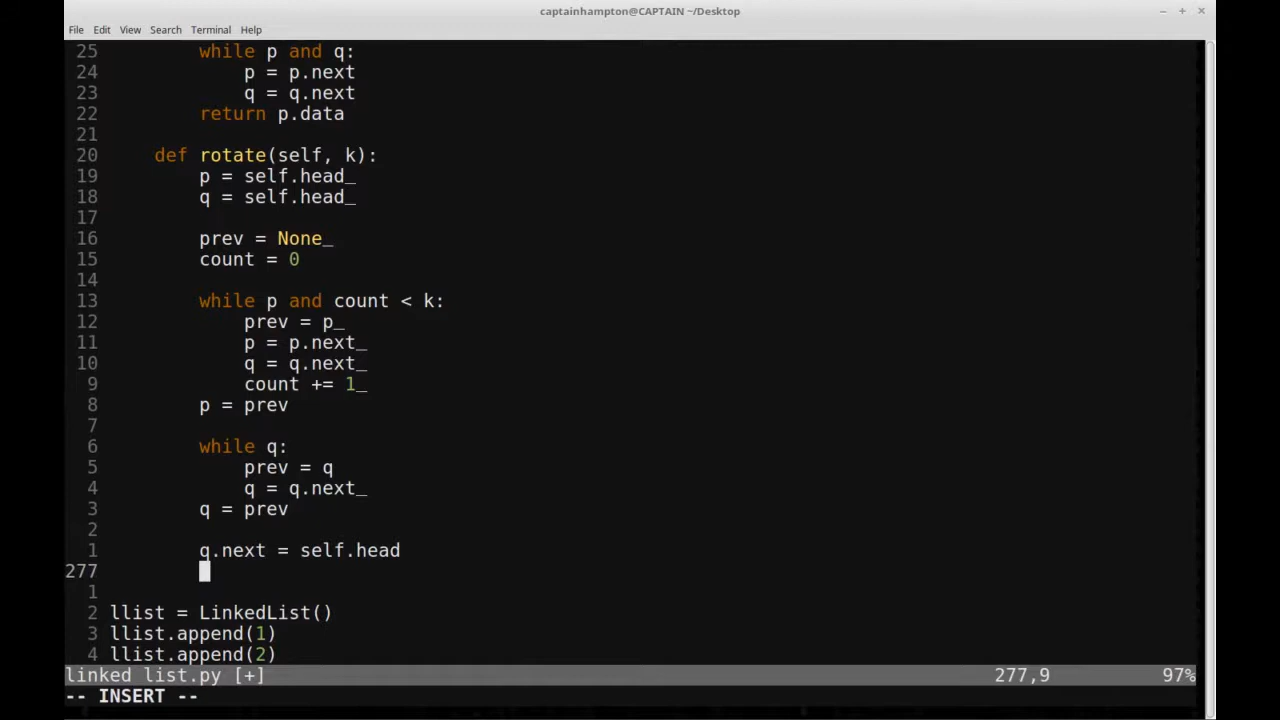 captainhampton@CAPTAIN ~/Desktop
File Edit View Search Terminal Help
25         while p and q:
24             p = p.next
23             q = q.next
22         return p.data
21
20     def rotate(self, k):
19         p = self.head_
18         q = self.head_
17
16         prev = None_
15         count = 0
14
13         while p and count < k:
12             prev = p_
11             p = p.next_
10             q = q.next_
9             count += 1_
8         p = prev
7
6         while q:
5             prev = q
4             q = q.next_
3         q = prev
2
1         q.next = self.head
277
1
2 llist = LinkedList()
3 llist.append(1)
4 llist.append(2)
linked list.py [+] 277,9 97%
-- INSERT --